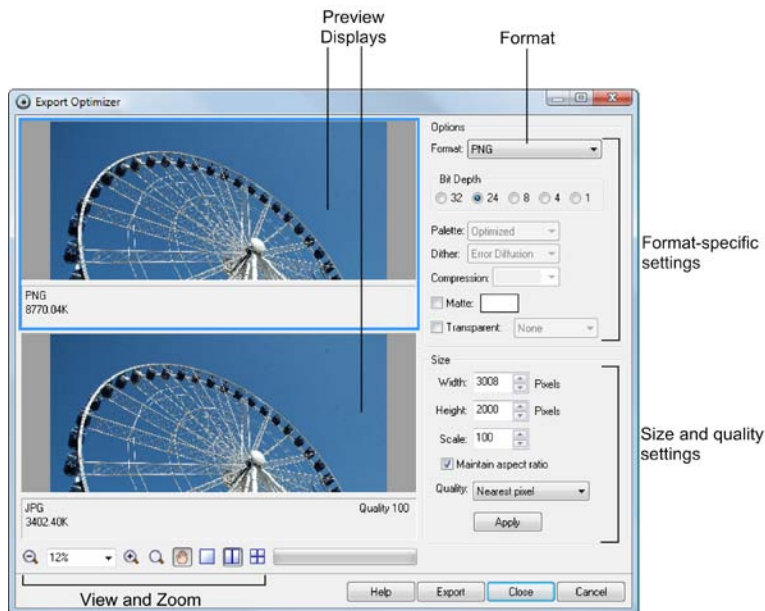 Preview
Displays
Format
Export Optimizer
Options
Format: PNG
Bit Depth
32 24 8 4 1
Palette: Optimized
Dither: Error Diffusion
Compression:
Matte:
Transparent: None
Format-specific
settings
PNG
8770.04K
Size
Width: 3008 Pixels
Height: 2000 Pixels
Scale: 100
Maintain aspect ratio
Quality: Nearest pixel
Apply
Size and quality
settings
JPG Quality 100
3402.40K
12%
View and Zoom
Help Export Close Cancel